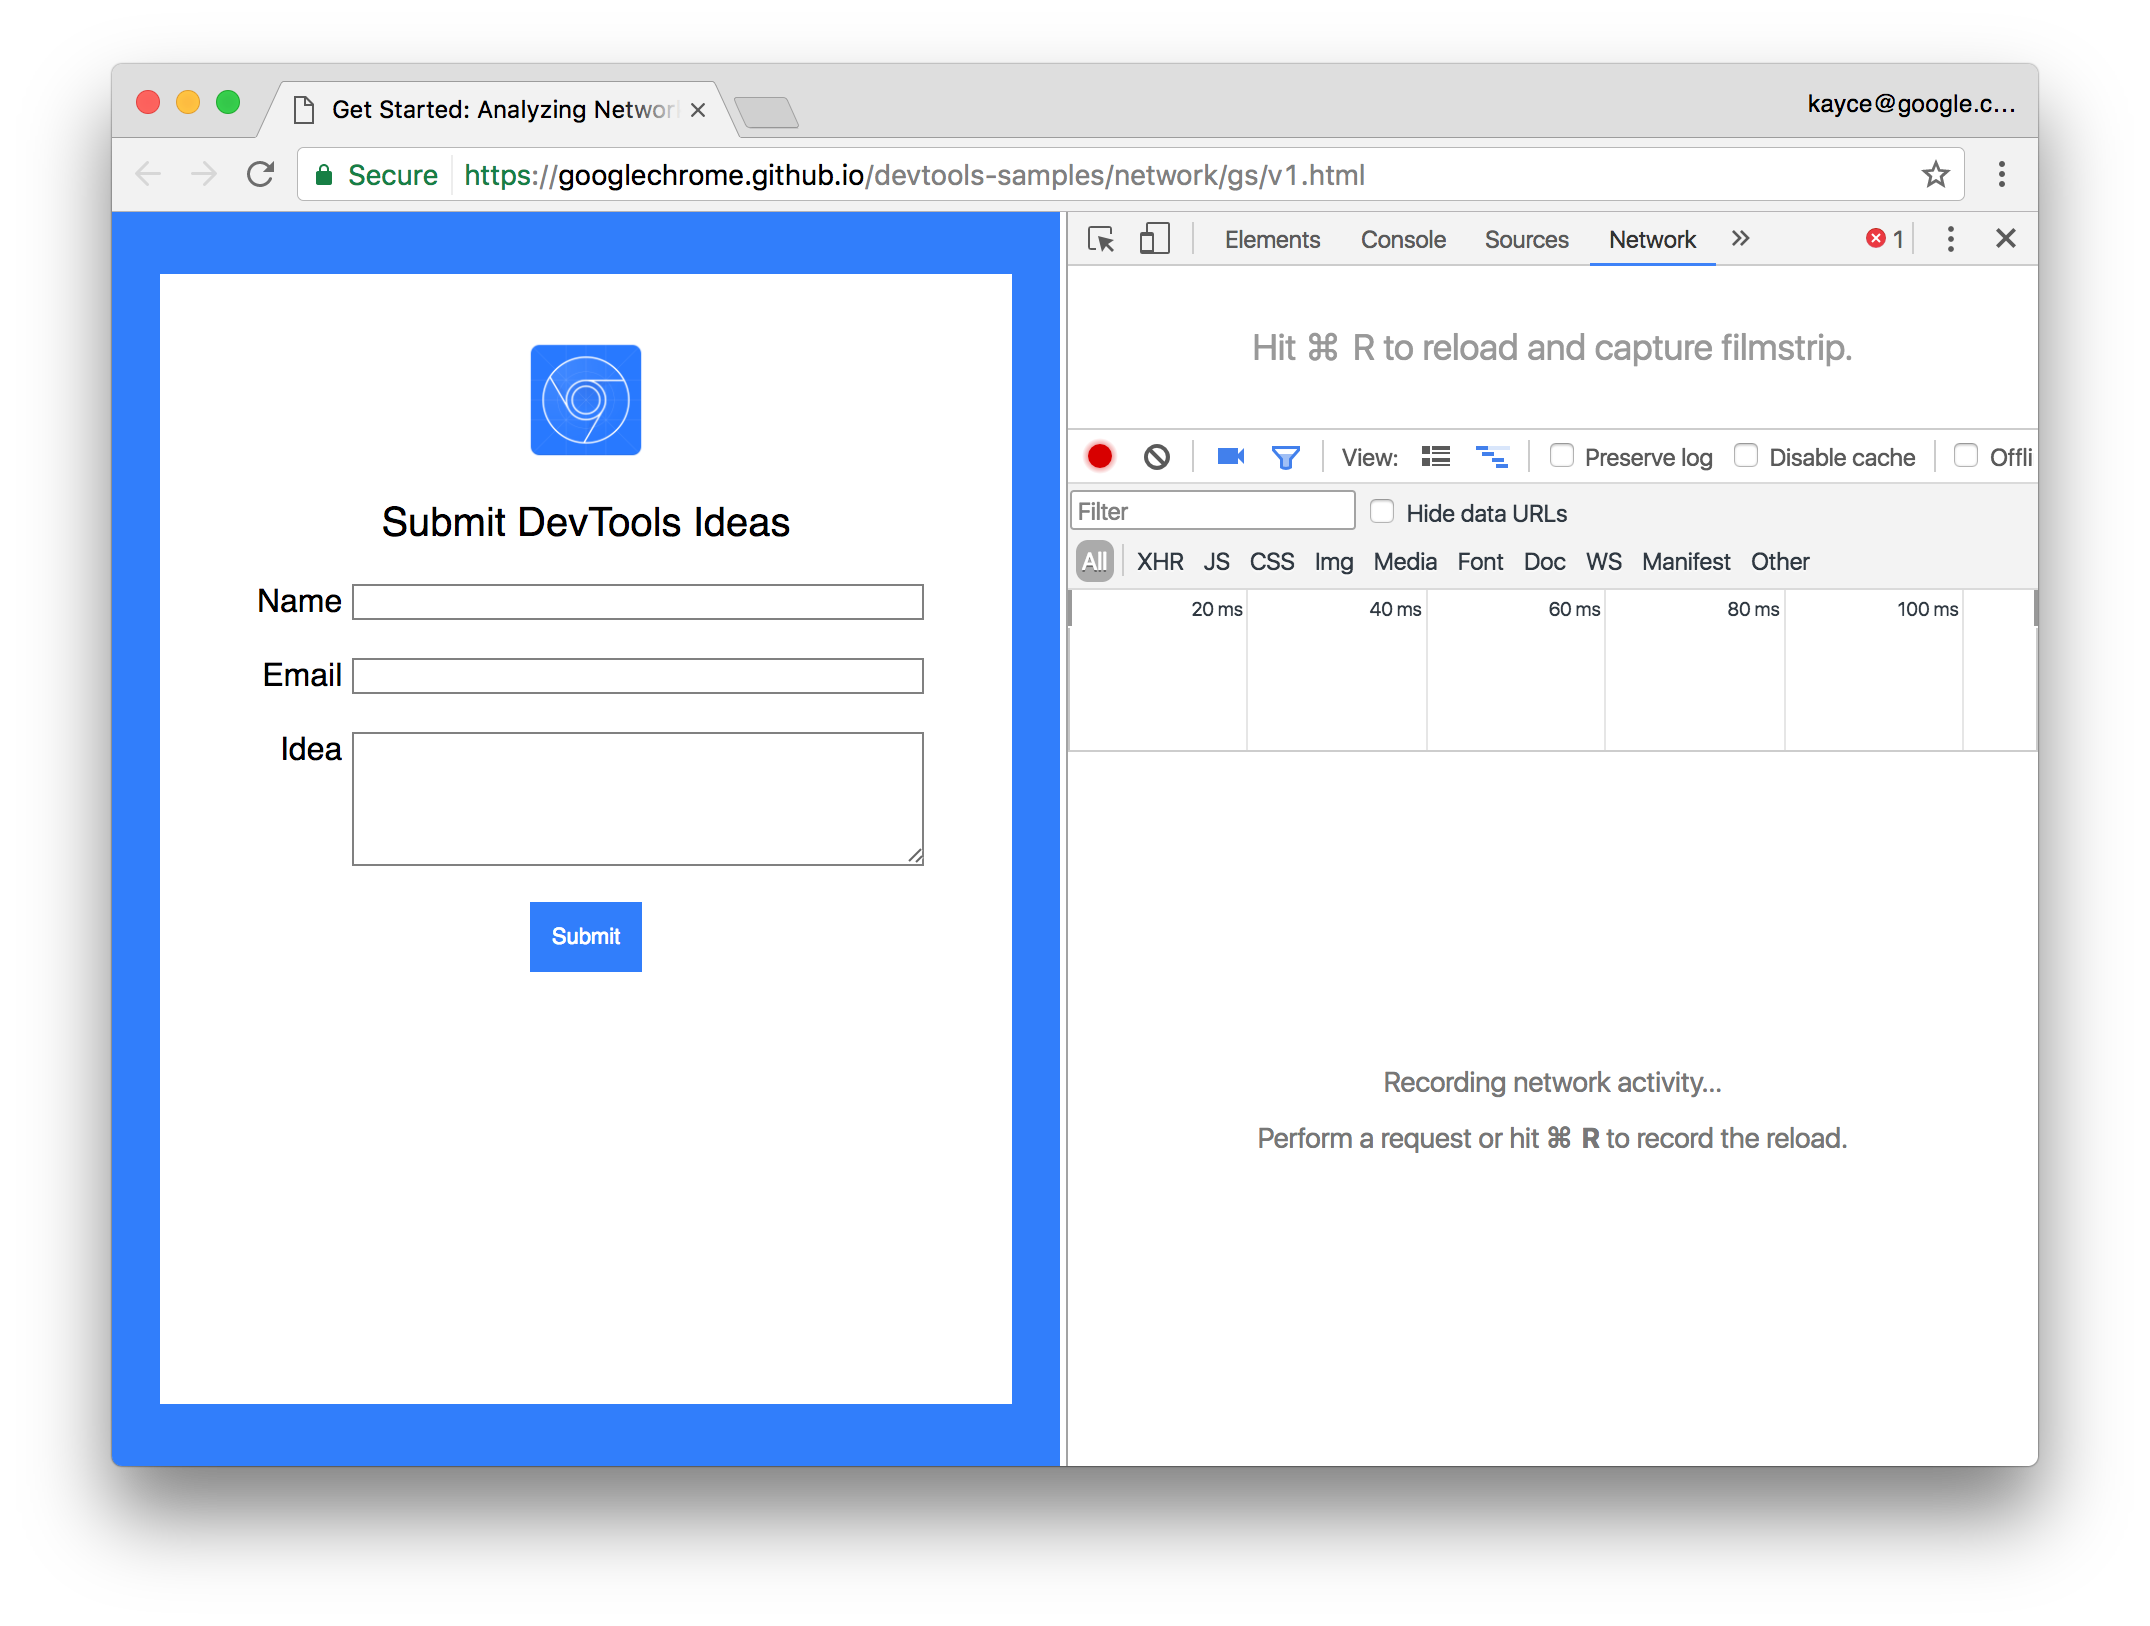 Get Started: Analyzing Networ
kayce@google.c...
Secure https://googlechrome.github.io/devtools-samples/network/gs/v1.html
Submit DevTools Ideas
Name
Email
Idea
Submit
Elements Console Sources Network 1
Hit ⌘ R to reload and capture filmstrip.
View: Preserve log Disable cache Offli
Filter Hide data URLs
All XHR JS CSS Img Media Font Doc WS Manifest Other
20 ms 40 ms 60 ms 80 ms 100 ms
Recording network activity...
Perform a request or hit ⌘ R to record the reload.